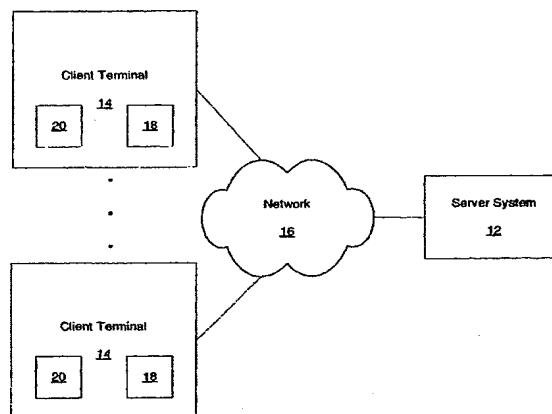 Client Terminal
14
20
18
Network
16
Server System
12
Client Terminal
14
20
18